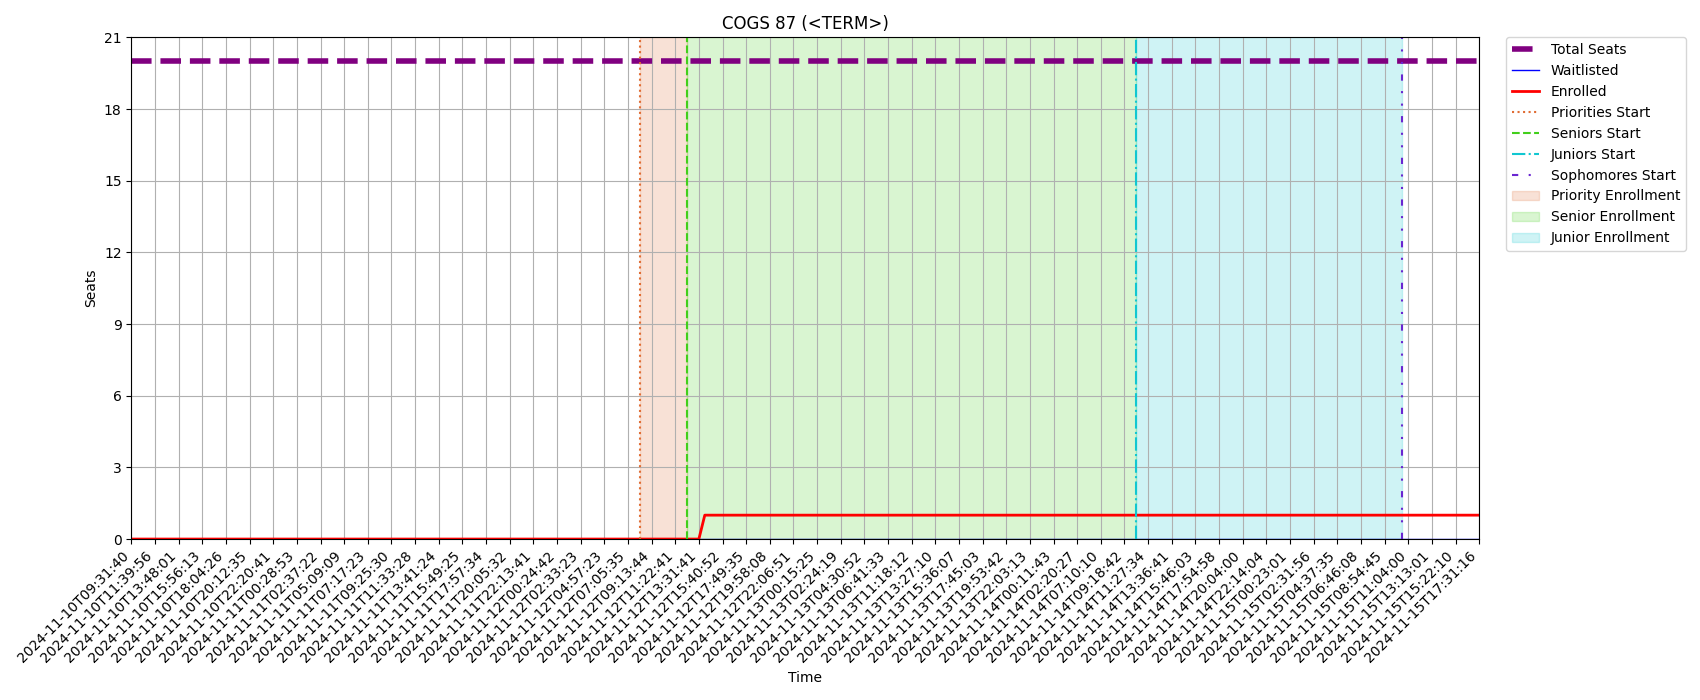 COGS 87 (<TERM>)
Total Seats
Waitlisted
Enrolled
Priorities Start
Seniors Start
Juniors Start
Sophomores Start
Priority Enrollment
Senior Enrollment
Junior Enrollment
Seats
21
18
15
12
9
6
3
0
2024-11-10T09:31:40
2024-11-10T11:39:56
2024-11-10T13:48:01
2024-11-10T15:56:13
2024-11-10T18:04:26
2024-11-10T20:12:35
2024-11-10T22:20:41
2024-11-11T00:28:53
2024-11-11T02:37:22
2024-11-11T05:09:09
2024-11-11T07:17:23
2024-11-11T09:25:30
2024-11-11T11:33:28
2024-11-11T13:41:24
2024-11-11T15:49:25
2024-11-11T17:57:34
2024-11-11T20:05:32
2024-11-11T22:13:41
2024-11-12T00:24:42
2024-11-12T02:33:23
2024-11-12T04:57:23
2024-11-12T07:05:35
2024-11-12T09:13:44
2024-11-12T11:22:41
2024-11-12T13:31:41
2024-11-12T15:40:52
2024-11-12T17:49:35
2024-11-12T19:58:08
2024-11-12T22:06:51
2024-11-13T00:15:25
2024-11-13T02:24:19
2024-11-13T04:30:52
2024-11-13T06:41:33
2024-11-13T11:18:12
2024-11-13T13:27:10
2024-11-13T15:36:07
2024-11-13T17:45:03
2024-11-13T19:53:42
2024-11-13T22:03:13
2024-11-14T00:11:43
2024-11-14T02:20:27
2024-11-14T07:10:10
2024-11-14T09:18:42
2024-11-14T11:27:34
2024-11-14T13:36:41
2024-11-14T15:46:03
2024-11-14T17:54:58
2024-11-14T20:04:00
2024-11-14T22:14:04
2024-11-15T00:23:01
2024-11-15T02:31:56
2024-11-15T04:37:35
2024-11-15T06:46:08
2024-11-15T08:54:45
2024-11-15T11:04:00
2024-11-15T13:13:01
2024-11-15T15:22:10
2024-11-15T17:31:16
Time